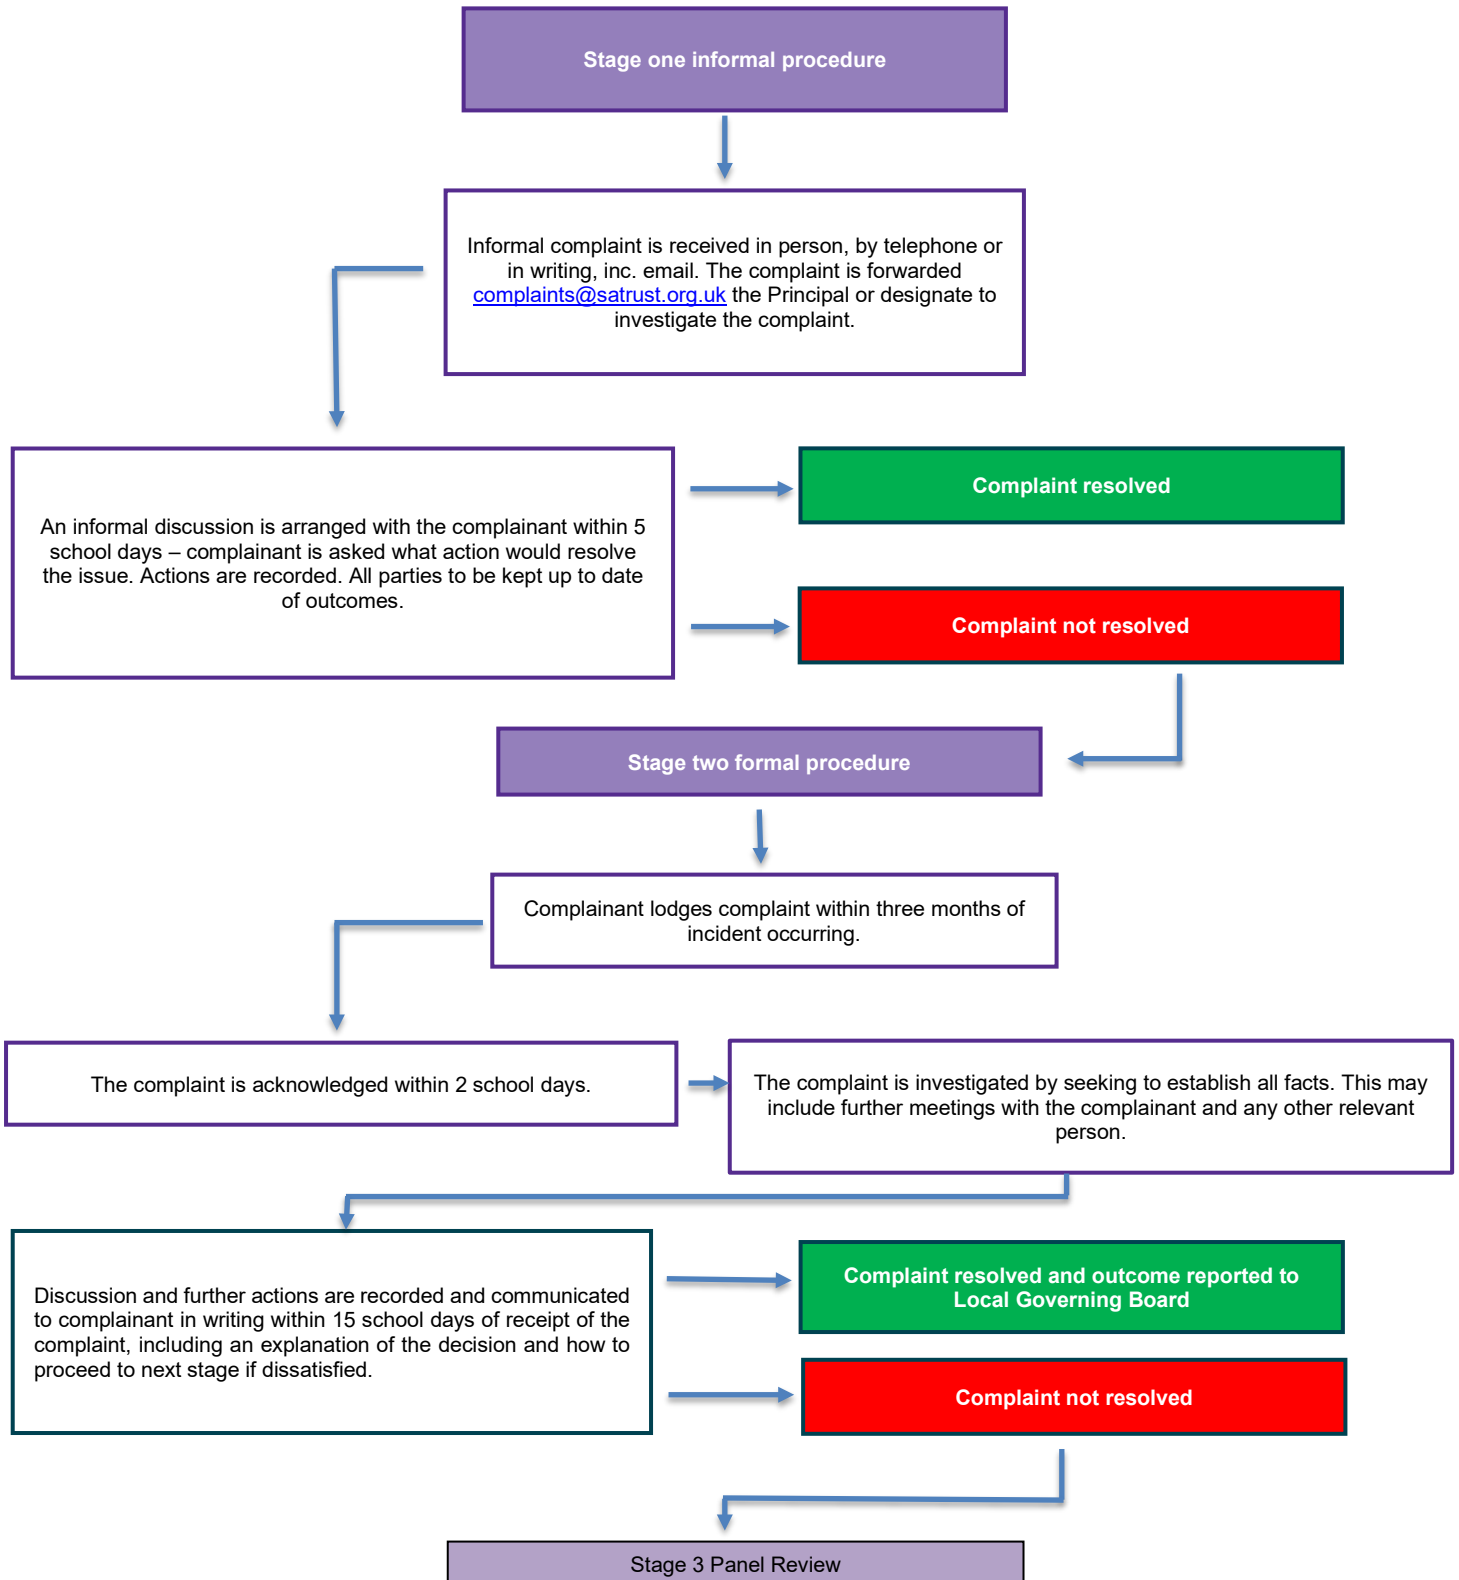 Stage one informal procedure
Informal complaint is received in person, by telephone or
in writing, inc. email. The complaint is forwarded
complaints@satrust.org.uk the Principal or designate to
investigate the complaint.
An informal discussion is arranged with the complainant within 5
school days – complainant is asked what action would resolve
the issue. Actions are recorded. All parties to be kept up to date
of outcomes.
Complaint resolved
Complaint not resolved
Stage two formal procedure
Complainant lodges complaint within three months of
incident occurring.
The complaint is acknowledged within 2 school days.
The complaint is investigated by seeking to establish all facts. This may
include further meetings with the complainant and any other relevant
person.
Discussion and further actions are recorded and communicated
to complainant in writing within 15 school days of receipt of the
complaint, including an explanation of the decision and how to
proceed to next stage if dissatisfied.
Complaint resolved and outcome reported to
Local Governing Board
Complaint not resolved
Stage 3 Panel Review